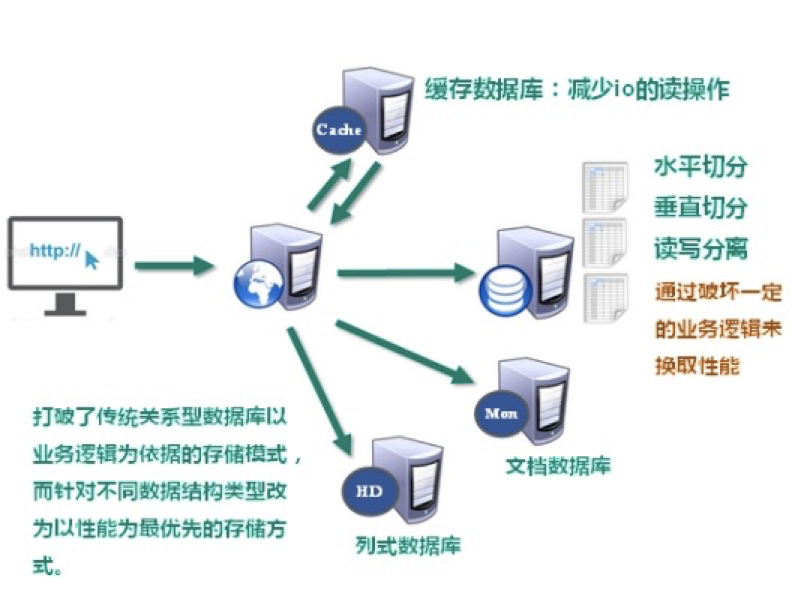 缓存数据库：减少io的读操作
Cache
水平切分
垂直切分
读写分离
http://
通过破坏一定
的业务逻辑来
换取性能
打破了传统关系型数据库以
业务逻辑为依据的存储模式，
而针对不同数据结构类型改
为以性能为最优先的存储方
式。
Mon
文档数据库
HD
列式数据库